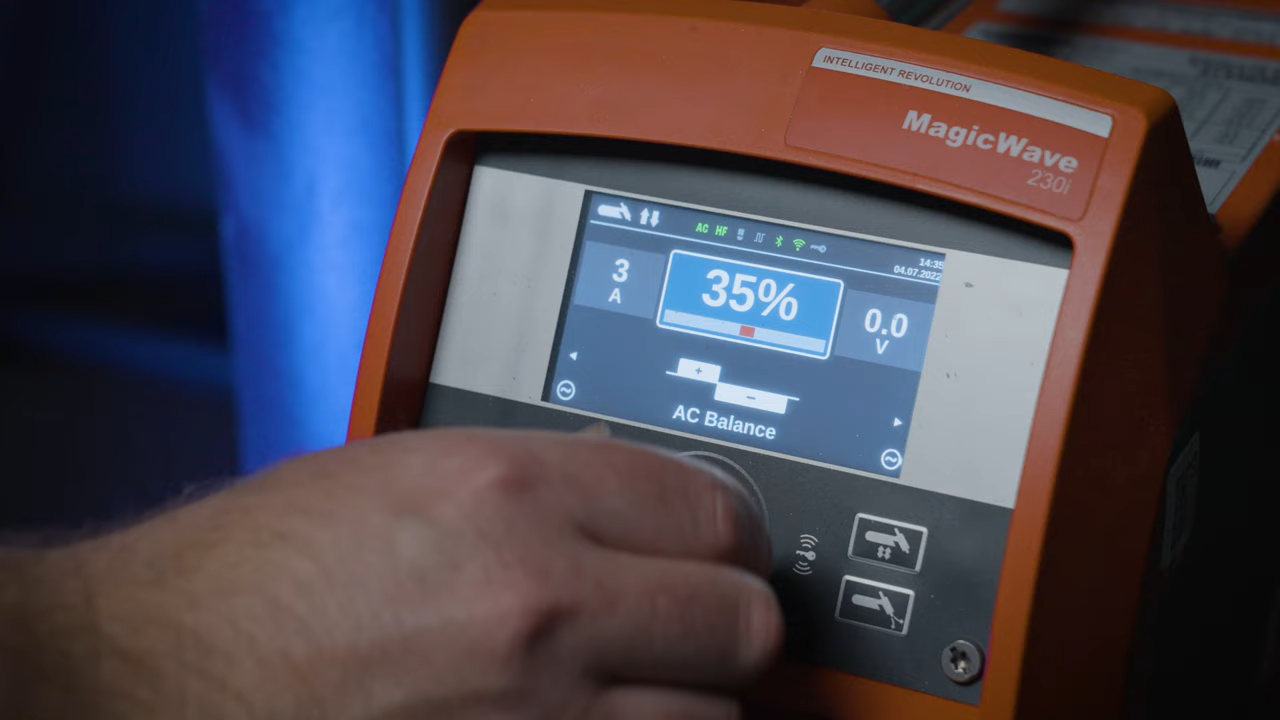 INTELLIGENT REVOLUTION
MagicWave
230i
AC HF
14:35
04.07.2022
3
A
35%
0.0
V
+
−
AC Balance